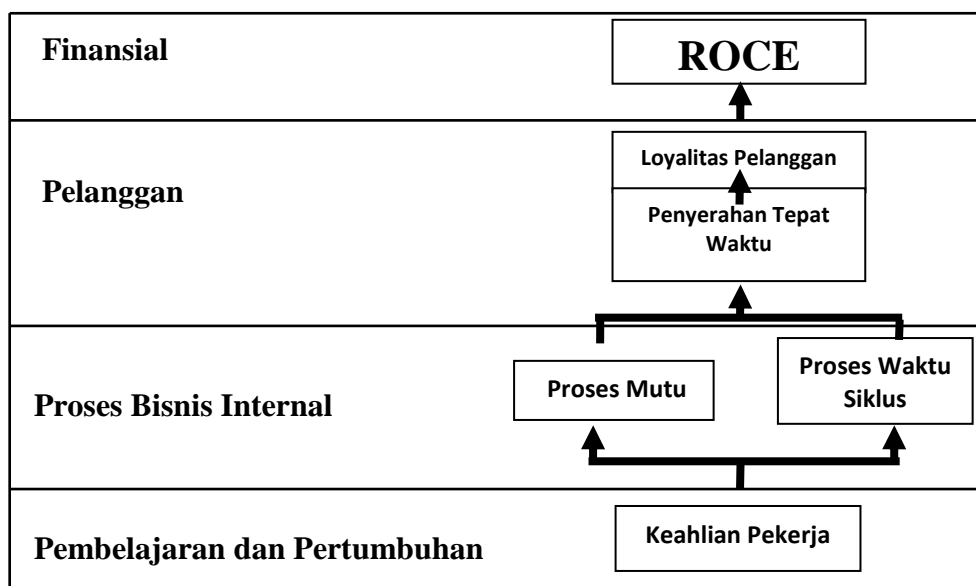 Finansial
ROCE
Pelanggan
Loyalitas Pelanggan
Penyerahan Tepat
Waktu
Proses Bisnis Internal
Proses Mutu
Proses Waktu
Siklus
Pembelajaran dan Pertumbuhan
Keahlian Pekerja